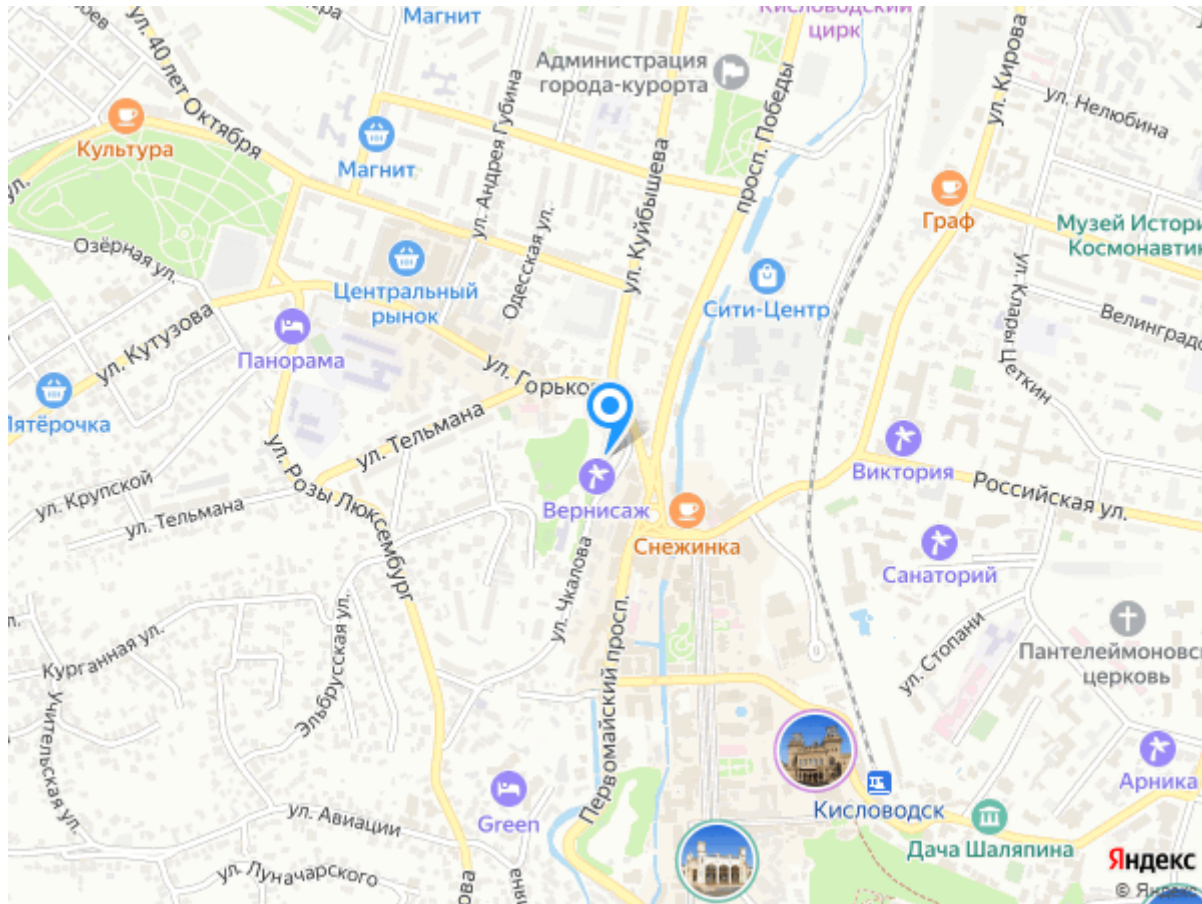 Магнит
Кисловодский
цирк
Администрация
города-курорта
ул. 40 лет Октября
ул. Кирова
ул. Нелюбина
Культура
Магнит
ул. Андрея Губина
просп. Победы
ул. Куйбышева
ул.
Граф
Музей Истори
Космонавтик
Озёрная ул.
Одесская ул.
Центральный
рынок
Сити-Центр
ул. Клары Цеткин
Велинградс
ул. Кутузова
Панорама
ул. Горько
Пятёрочка
ул. Тельмана
ул. Розы Люксембург
Виктория
Российская ул.
ул. Крупской
ул. Тельмана
Вернисаж
Снежинка
Санаторий
ул. Чкалова
Эльбрусская ул.
Курганная ул.
Первомайский просп.
ул. Стопани
Пантелеймоновс
церковь
Учительская ул.
Арника
Кисловодск
Green
ул. Авиации
Дача Шаляпина
ул. Луначарского
Яндекс
© Яндекс